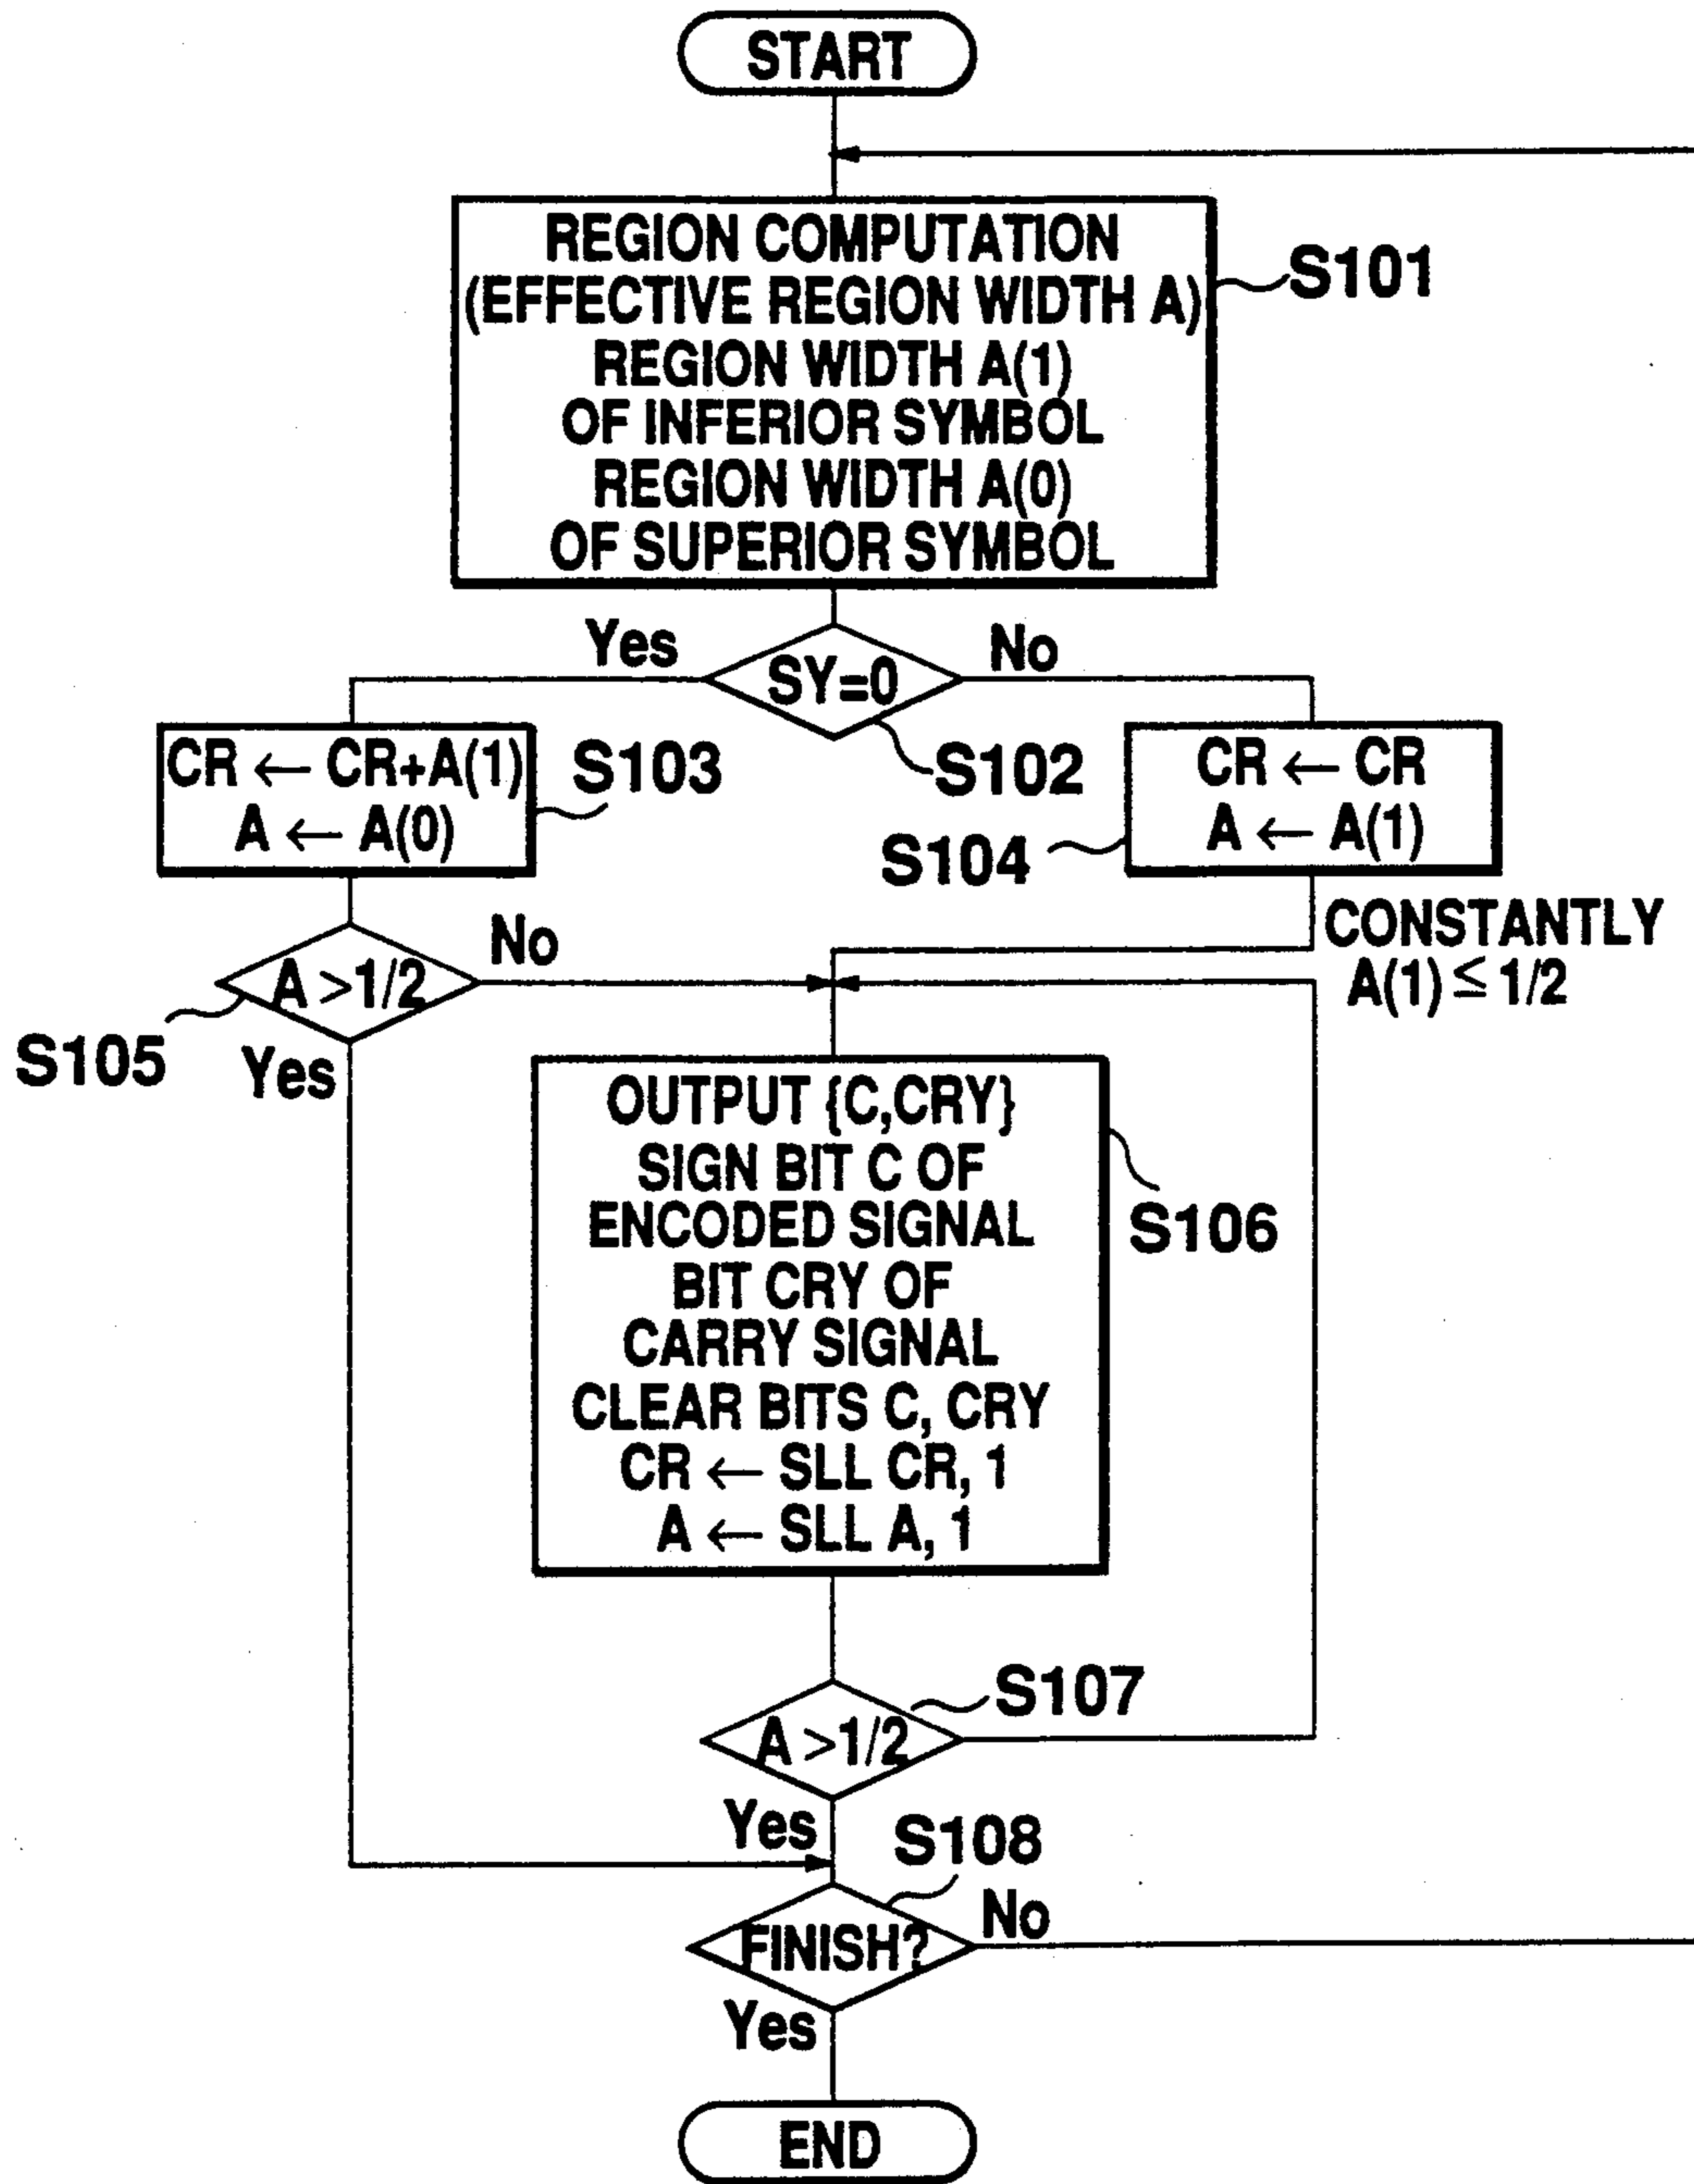 START
REGION COMPUTATION
(EFFECTIVE REGION WIDTH A)
REGION WIDTH A(1)
OF INFERIOR SYMBOL
REGION WIDTH A(0)
OF SUPERIOR SYMBOL
S101
Yes
SY=0
No
S102
CR ← CR+A(1)
A ← A(0)
S103
CR ← CR
A ← A(1)
S104
CONSTANTLY
A(1) ≦ 1/2
A >1/2
No
S105
Yes
OUTPUT {C,CRY}
SIGN BIT C OF
ENCODED SIGNAL
BIT CRY OF
CARRY SIGNAL
CLEAR BITS C, CRY
CR ← SLL CR, 1
A ← SLL A, 1
S106
S107
A >1/2
Yes
S108
FINISH?
No
Yes
END